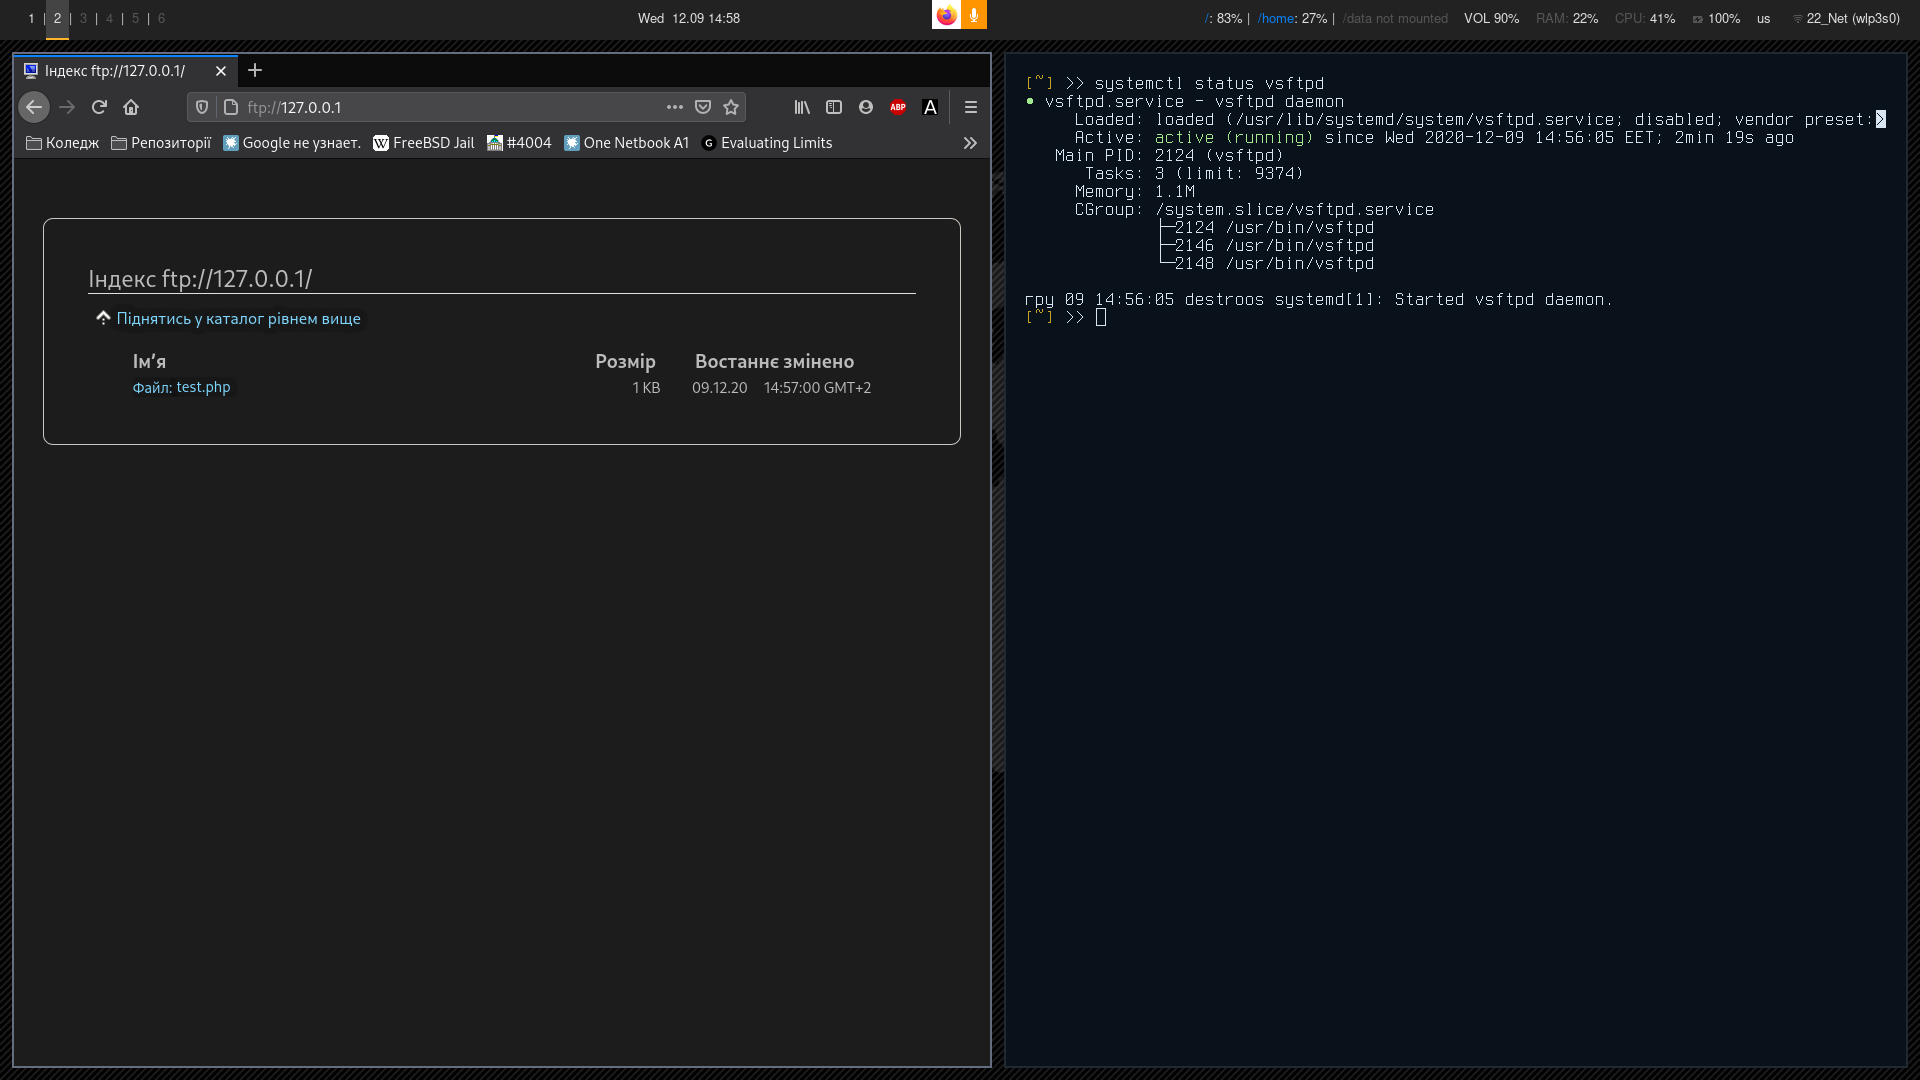 1 | 2 | 3 | 4 | 5 | 6
Wed 12.09 14:58
/: 83% | /home: 27% | /data not mounted VOL 90% RAM: 22% CPU: 41% 100% us 22_Net (wlp3s0)
Індекс ftp://127.0.0.1/
ftp://127.0.0.1
ABP
A
Коледж Репозиторії Google не узнает. W FreeBSD Jail #4004 One Netbook A1 G Evaluating Limits
Індекс ftp://127.0.0.1/
Піднятись у каталог рівнем вище
Ім’я Розмір Востаннє змінено
Файл: test.php 1 KB 09.12.20 14:57:00 GMT+2
[~] >> systemctl status vsftpd
● vsftpd.service - vsftpd daemon
Loaded: loaded (/usr/lib/systemd/system/vsftpd.service; disabled; vendor preset:>
Active: active (running) since Wed 2020-12-09 14:56:05 EET; 2min 19s ago
Main PID: 2124 (vsftpd)
Tasks: 3 (limit: 9374)
Memory: 1.1M
CGroup: /system.slice/vsftpd.service
├─2124 /usr/bin/vsftpd
├─2146 /usr/bin/vsftpd
└─2148 /usr/bin/vsftpd
гру 09 14:56:05 destroos systemd[1]: Started vsftpd daemon.
[~] >>